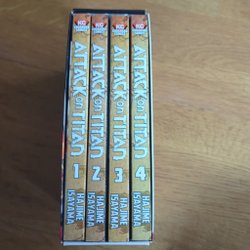 ATTACK ON TITAN 1 HAJIME ISAYAMA
ATTACK ON TITAN 2 HAJIME ISAYAMA
ATTACK ON TITAN 3 HAJIME ISAYAMA
ATTACK ON TITAN 4 HAJIME ISAYAMA